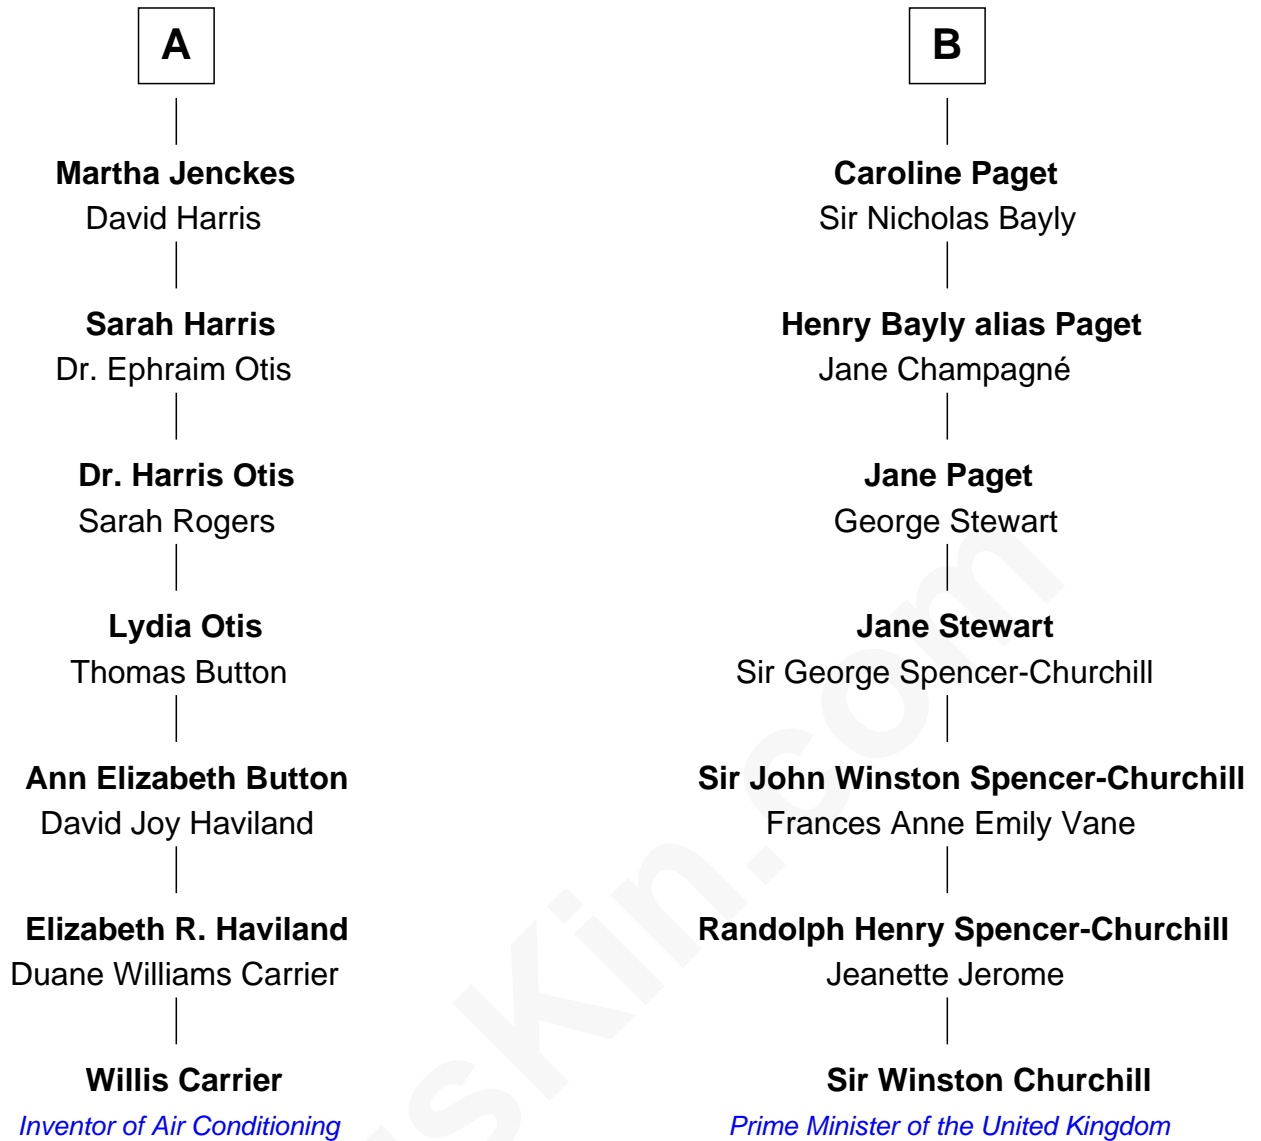 A
Martha Jenckes
David Harris
Sarah Harris
Dr. Ephraim Otis
Dr. Harris Otis
Sarah Rogers
Lydia Otis
Thomas Button
Ann Elizabeth Button
David Joy Haviland
Elizabeth R. Haviland
Duane Williams Carrier
Willis Carrier
Inventor of Air Conditioning
B
Caroline Paget
Sir Nicholas Bayly
Henry Bayly alias Paget
Jane Champagné
Jane Paget
George Stewart
Jane Stewart
Sir George Spencer-Churchill
Sir John Winston Spencer-Churchill
Frances Anne Emily Vane
Randolph Henry Spencer-Churchill
Jeanette Jerome
Sir Winston Churchill
Prime Minister of the United Kingdom